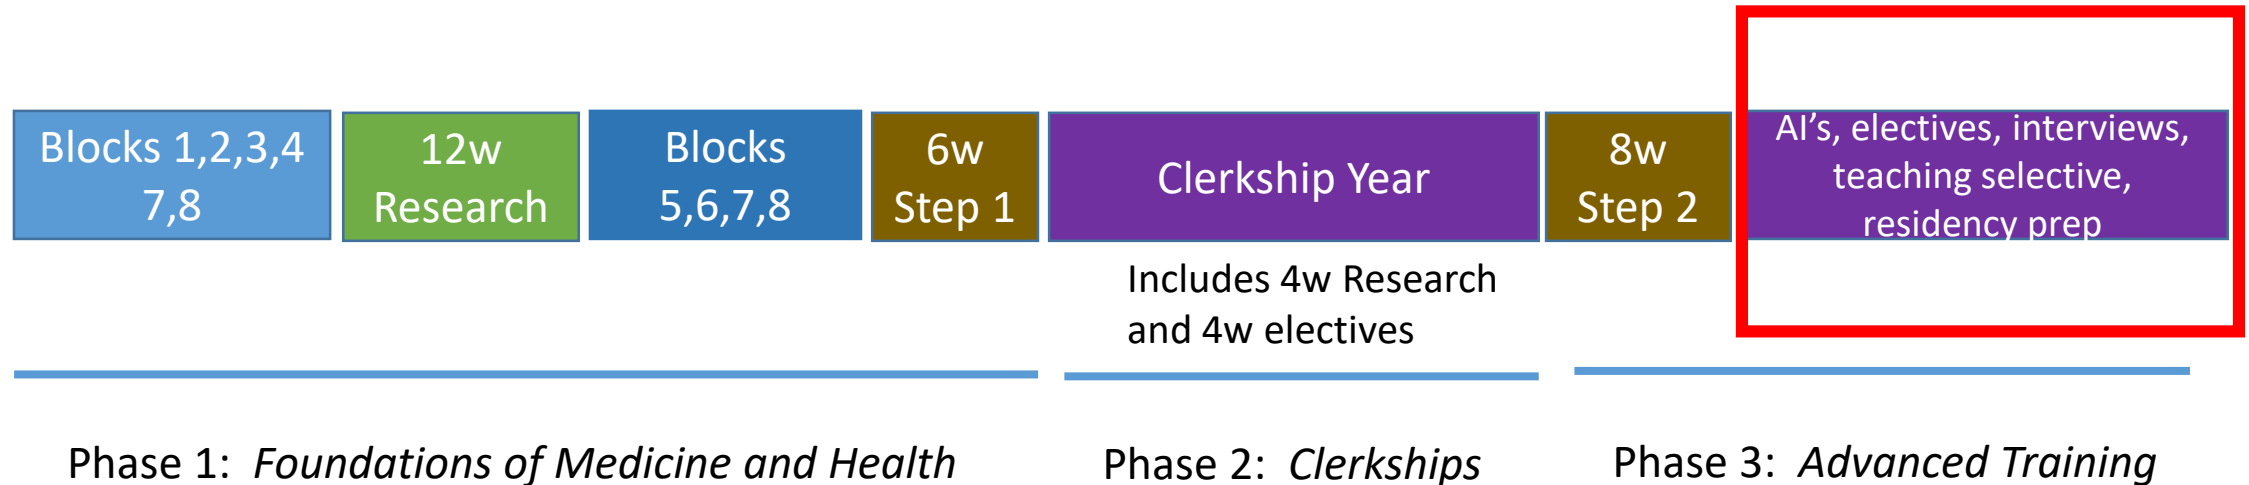 Blocks 1,2,3,4
7,8
12w
Research
Blocks
5,6,7,8
6w
Step 1
Clerkship Year
8w
Step 2
AI’s, electives, interviews,
teaching selective,
residency prep
Includes 4w Research
and 4w electives
Phase 1: Foundations of Medicine and Health
Phase 2: Clerkships
Phase 3: Advanced Training